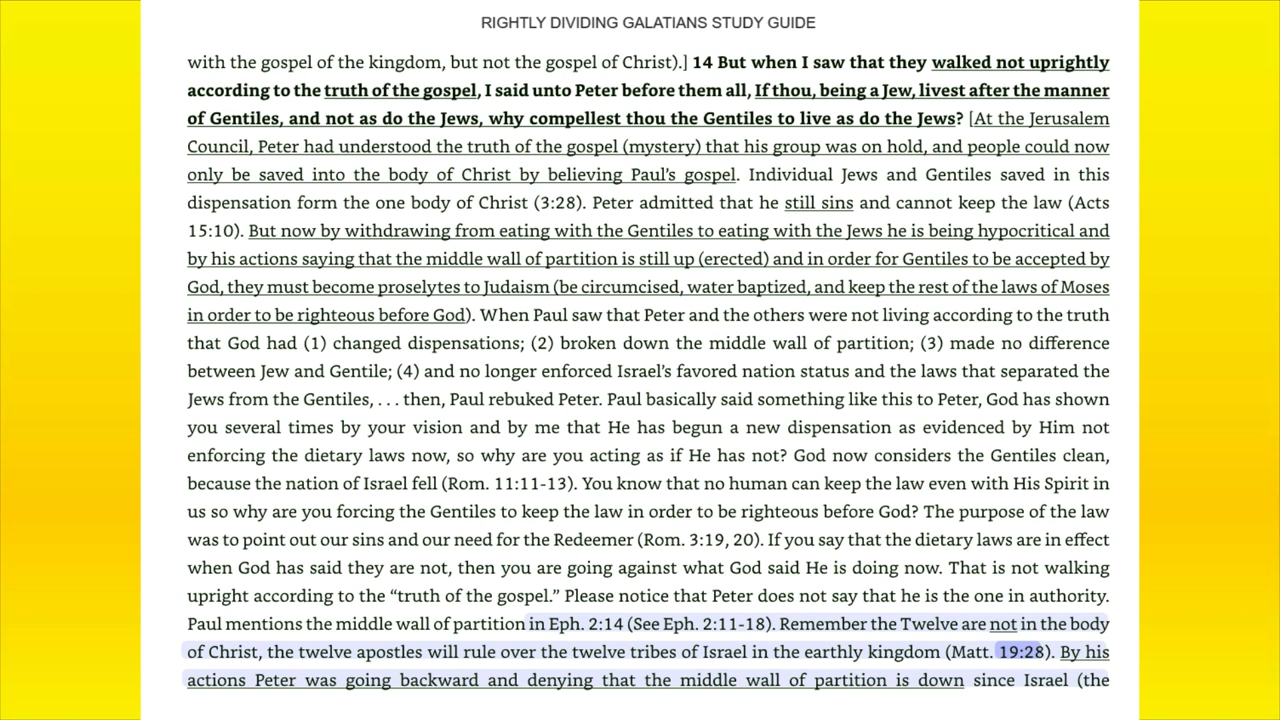 RIGHTLY DIVIDING GALATIANS STUDY GUIDE
with the gospel of the kingdom, but not the gospel of Christ).] 14 But when I saw that they walked not uprightly
according to the truth of the gospel, I said unto Peter before them all, If thou, being a Jew, livest after the manner
of Gentiles, and not as do the Jews, why compellest thou the Gentiles to live as do the Jews? [At the Jerusalem
Council, Peter had understood the truth of the gospel (mystery) that his group was on hold, and people could now
only be saved into the body of Christ by believing Paul's gospel. Individual Jews and Gentiles saved in this
dispensation form the one body of Christ (3:28). Peter admitted that he still sins and cannot keep the law (Acts
15:10). But now by withdrawing from eating with the Gentiles to eating with the Jews he is being hypocritical and
by his actions saying that the middle wall of partition is still up (erected) and in order for Gentiles to be accepted by
God, they must become proselytes to Judaism (be circumcised, water baptized, and keep the rest of the laws of Moses
in order to be righteous before God). When Paul saw that Peter and the others were not living according to the truth
that God had (1) changed dispensations; (2) broken down the middle wall of partition; (3) made no difference
between Jew and Gentile; (4) and no longer enforced Israel's favored nation status and the laws that separated the
Jews from the Gentiles, . . . then, Paul rebuked Peter. Paul basically said something like this to Peter, God has shown
you several times by your vision and by me that He has begun a new dispensation as evidenced by Him not
enforcing the dietary laws now, so why are you acting as if He has not? God now considers the Gentiles clean,
because the nation of Israel fell (Rom. 11:11-13). You know that no human can keep the law even with His Spirit in
us so why are you forcing the Gentiles to keep the law in order to be righteous before God? The purpose of the law
was to point out our sins and our need for the Redeemer (Rom. 3:19, 20). If you say that the dietary laws are in effect
when God has said they are not, then you are going against what God said He is doing now. That is not walking
upright according to the “truth of the gospel.” Please notice that Peter does not say that he is the one in authority.
Paul mentions the middle wall of partition in Eph. 2:14 (See Eph. 2:11-18). Remember the Twelve are not in the body
of Christ, the twelve apostles will rule over the twelve tribes of Israel in the earthly kingdom (Matt. 19:28). By his
actions Peter was going backward and denying that the middle wall of partition is down since Israel (the